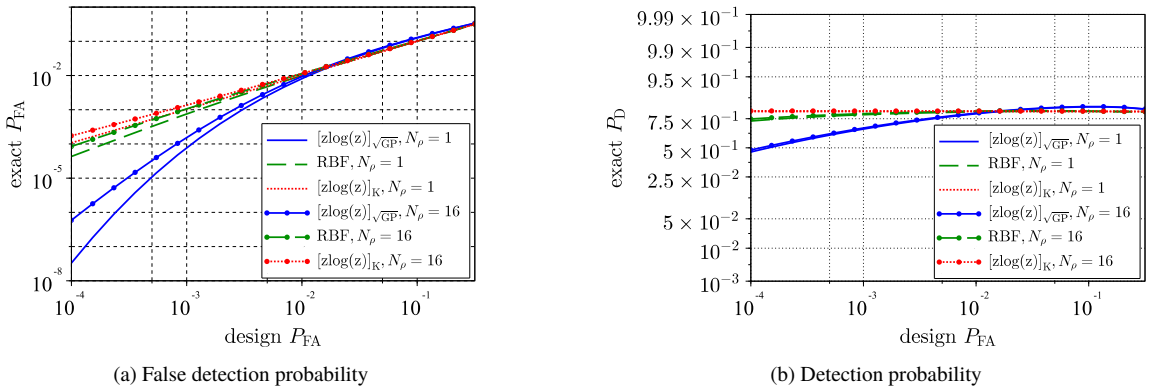 exact P_FA
10^-2
10^-5
10^-8
10^-4
10^-3
10^-2
10^-1
design P_FA
[zlog(z)]_√GP, N_ρ = 1
RBF, N_ρ = 1
[zlog(z)]_K, N_ρ = 1
[zlog(z)]_√GP, N_ρ = 16
RBF, N_ρ = 16
[zlog(z)]_K, N_ρ = 16
(a) False detection probability
exact P_D
9.99 × 10^-1
9.9 × 10^-1
9.5 × 10^-1
7.5 × 10^-1
5 × 10^-1
2.5 × 10^-1
5 × 10^-2
10^-2
10^-3
10^-4
10^-3
10^-2
10^-1
design P_FA
[zlog(z)]_√GP, N_ρ = 1
RBF, N_ρ = 1
[zlog(z)]_K, N_ρ = 1
[zlog(z)]_√GP, N_ρ = 16
RBF, N_ρ = 16
[zlog(z)]_K, N_ρ = 16
(b) Detection probability